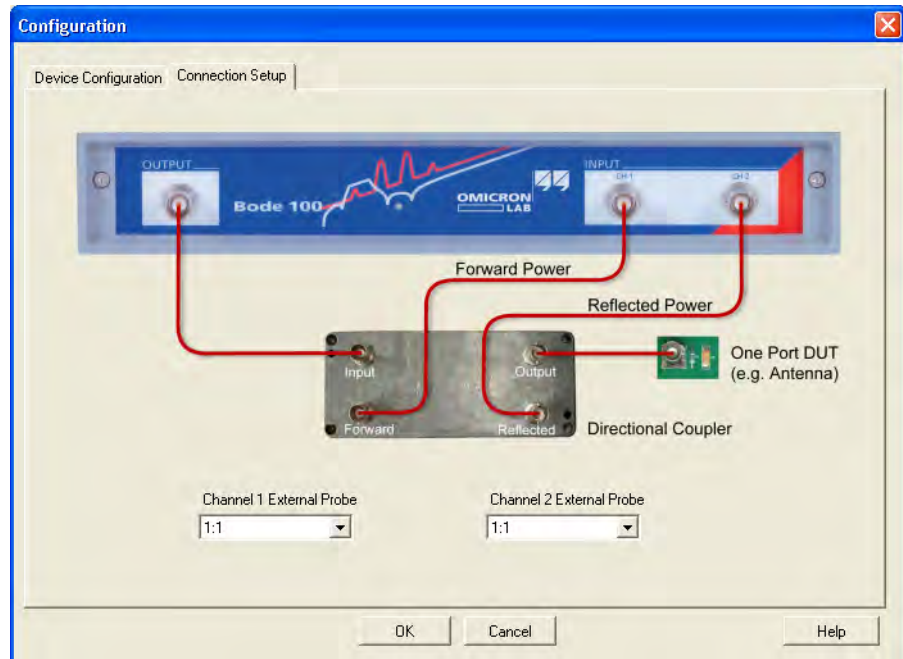 Configuration
Device Configuration
Connection Setup
OUTPUT
INPUT
CH 1
CH 2
Bode 100
OMICRON
LAB
Forward Power
Reflected Power
Input
Output
One Port DUT
(e.g. Antenna)
Forward
Reflected
Directional Coupler
Channel 1 External Probe
Channel 2 External Probe
1:1
1:1
OK
Cancel
Help